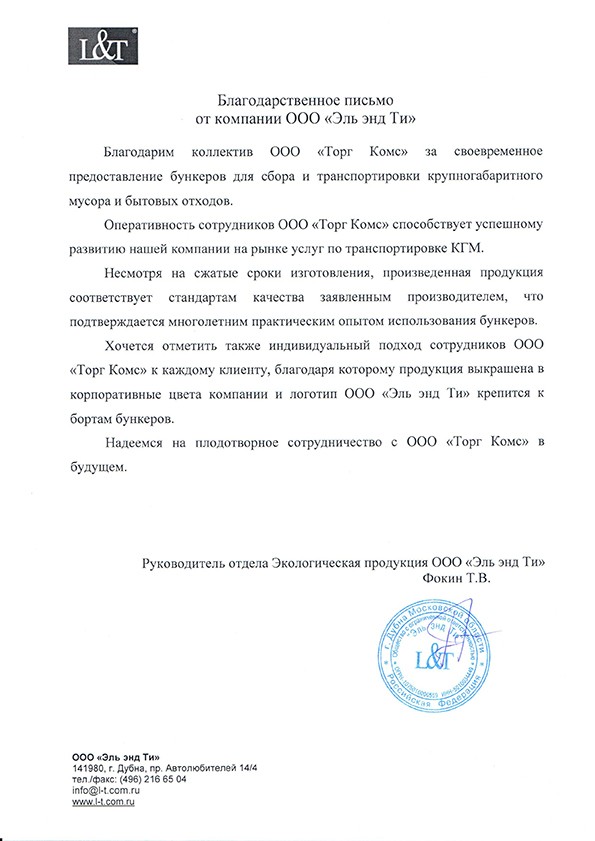 L&T®
Благодарственное письмо
от компании ООО «Эль энд Ти»
Благодарим коллектив ООО «Торг Комс» за своевременное
предоставление бункеров для сбора и транспортировки крупногабаритного
мусора и бытовых отходов.
Оперативность сотрудников ООО «Торг Комс» способствует успешному
развитию нашей компании на рынке услуг по транспортировке КГМ.
Несмотря на сжатые сроки изготовления, произведенная продукция
соответствует стандартам качества заявленным производителем, что
подтверждается многолетним практическим опытом использования бункеров.
Хочется отметить также индивидуальный подход сотрудников ООО
«Торг Комс» к каждому клиенту, благодаря которому продукция выкрашена в
корпоративные цвета компании и логотип ООО «Эль энд Ти» крепится к
бортам бункеров.
Надеемся на плодотворное сотрудничество с ООО «Торг Комс» в
будущем.
Руководитель отдела Экологическая продукция ООО «Эль энд Ти»
Фокин Т.В.
г. Дубна Московской области
Общество с ограниченной ответственностью
"Эль энд Ти"
L&T
Российская Федерация
ООО «Эль энд Ти»
141980, г. Дубна, пр. Автолюбителей 14/4
тел./факс: (496) 216 65 04
info@l-t.com.ru
www.l-t.com.ru